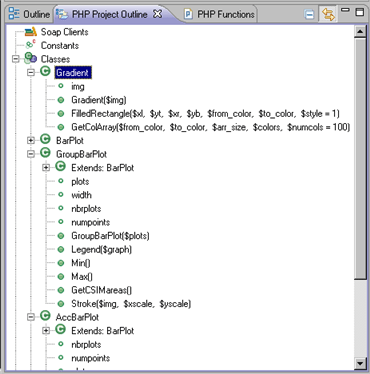 Outline PHP Project Outline PHP Functions
Soap Clients
Constants
Classes
Gradient
img
Gradient($img)
FilledRectangle($xl, $yt, $xr, $yb, $from_color, $to_color, $style = 1)
GetColArray($from_color, $to_color, $arr_size, $colors, $numcols = 100)
BarPlot
GroupBarPlot
Extends: BarPlot
plots
width
nbrplots
numpoints
GroupBarPlot($plots)
Legend($graph)
Min()
Max()
GetCSIMareas()
Stroke($img, $xscale, $yscale)
AccBarPlot
Extends: BarPlot
nbrplots
numpoints